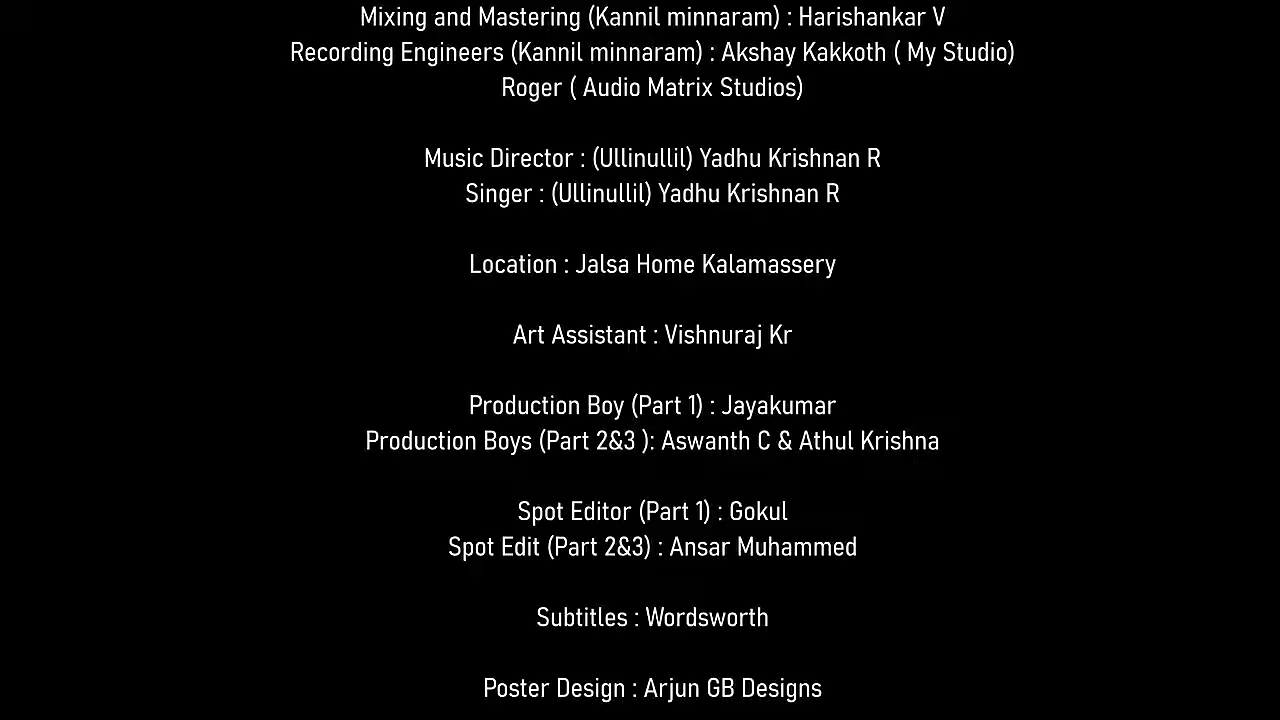 Mixing and Mastering (Kannil minnaram) : Harishankar V
Recording Engineers (Kannil minnaram) : Akshay Kakkoth ( My Studio)
Roger ( Audio Matrix Studios)
Music Director : (Ullinullil) Yadhu Krishnan R
Singer : (Ullinullil) Yadhu Krishnan R
Location : Jalsa Home Kalamassery
Art Assistant : Vishnuraj Kr
Production Boy (Part 1) : Jayakumar
Production Boys (Part 2&3 ): Aswanth C & Athul Krishna
Spot Editor (Part 1) : Gokul
Spot Edit (Part 2&3) : Ansar Muhammed
Subtitles : Wordsworth
Poster Design : Arjun GB Designs